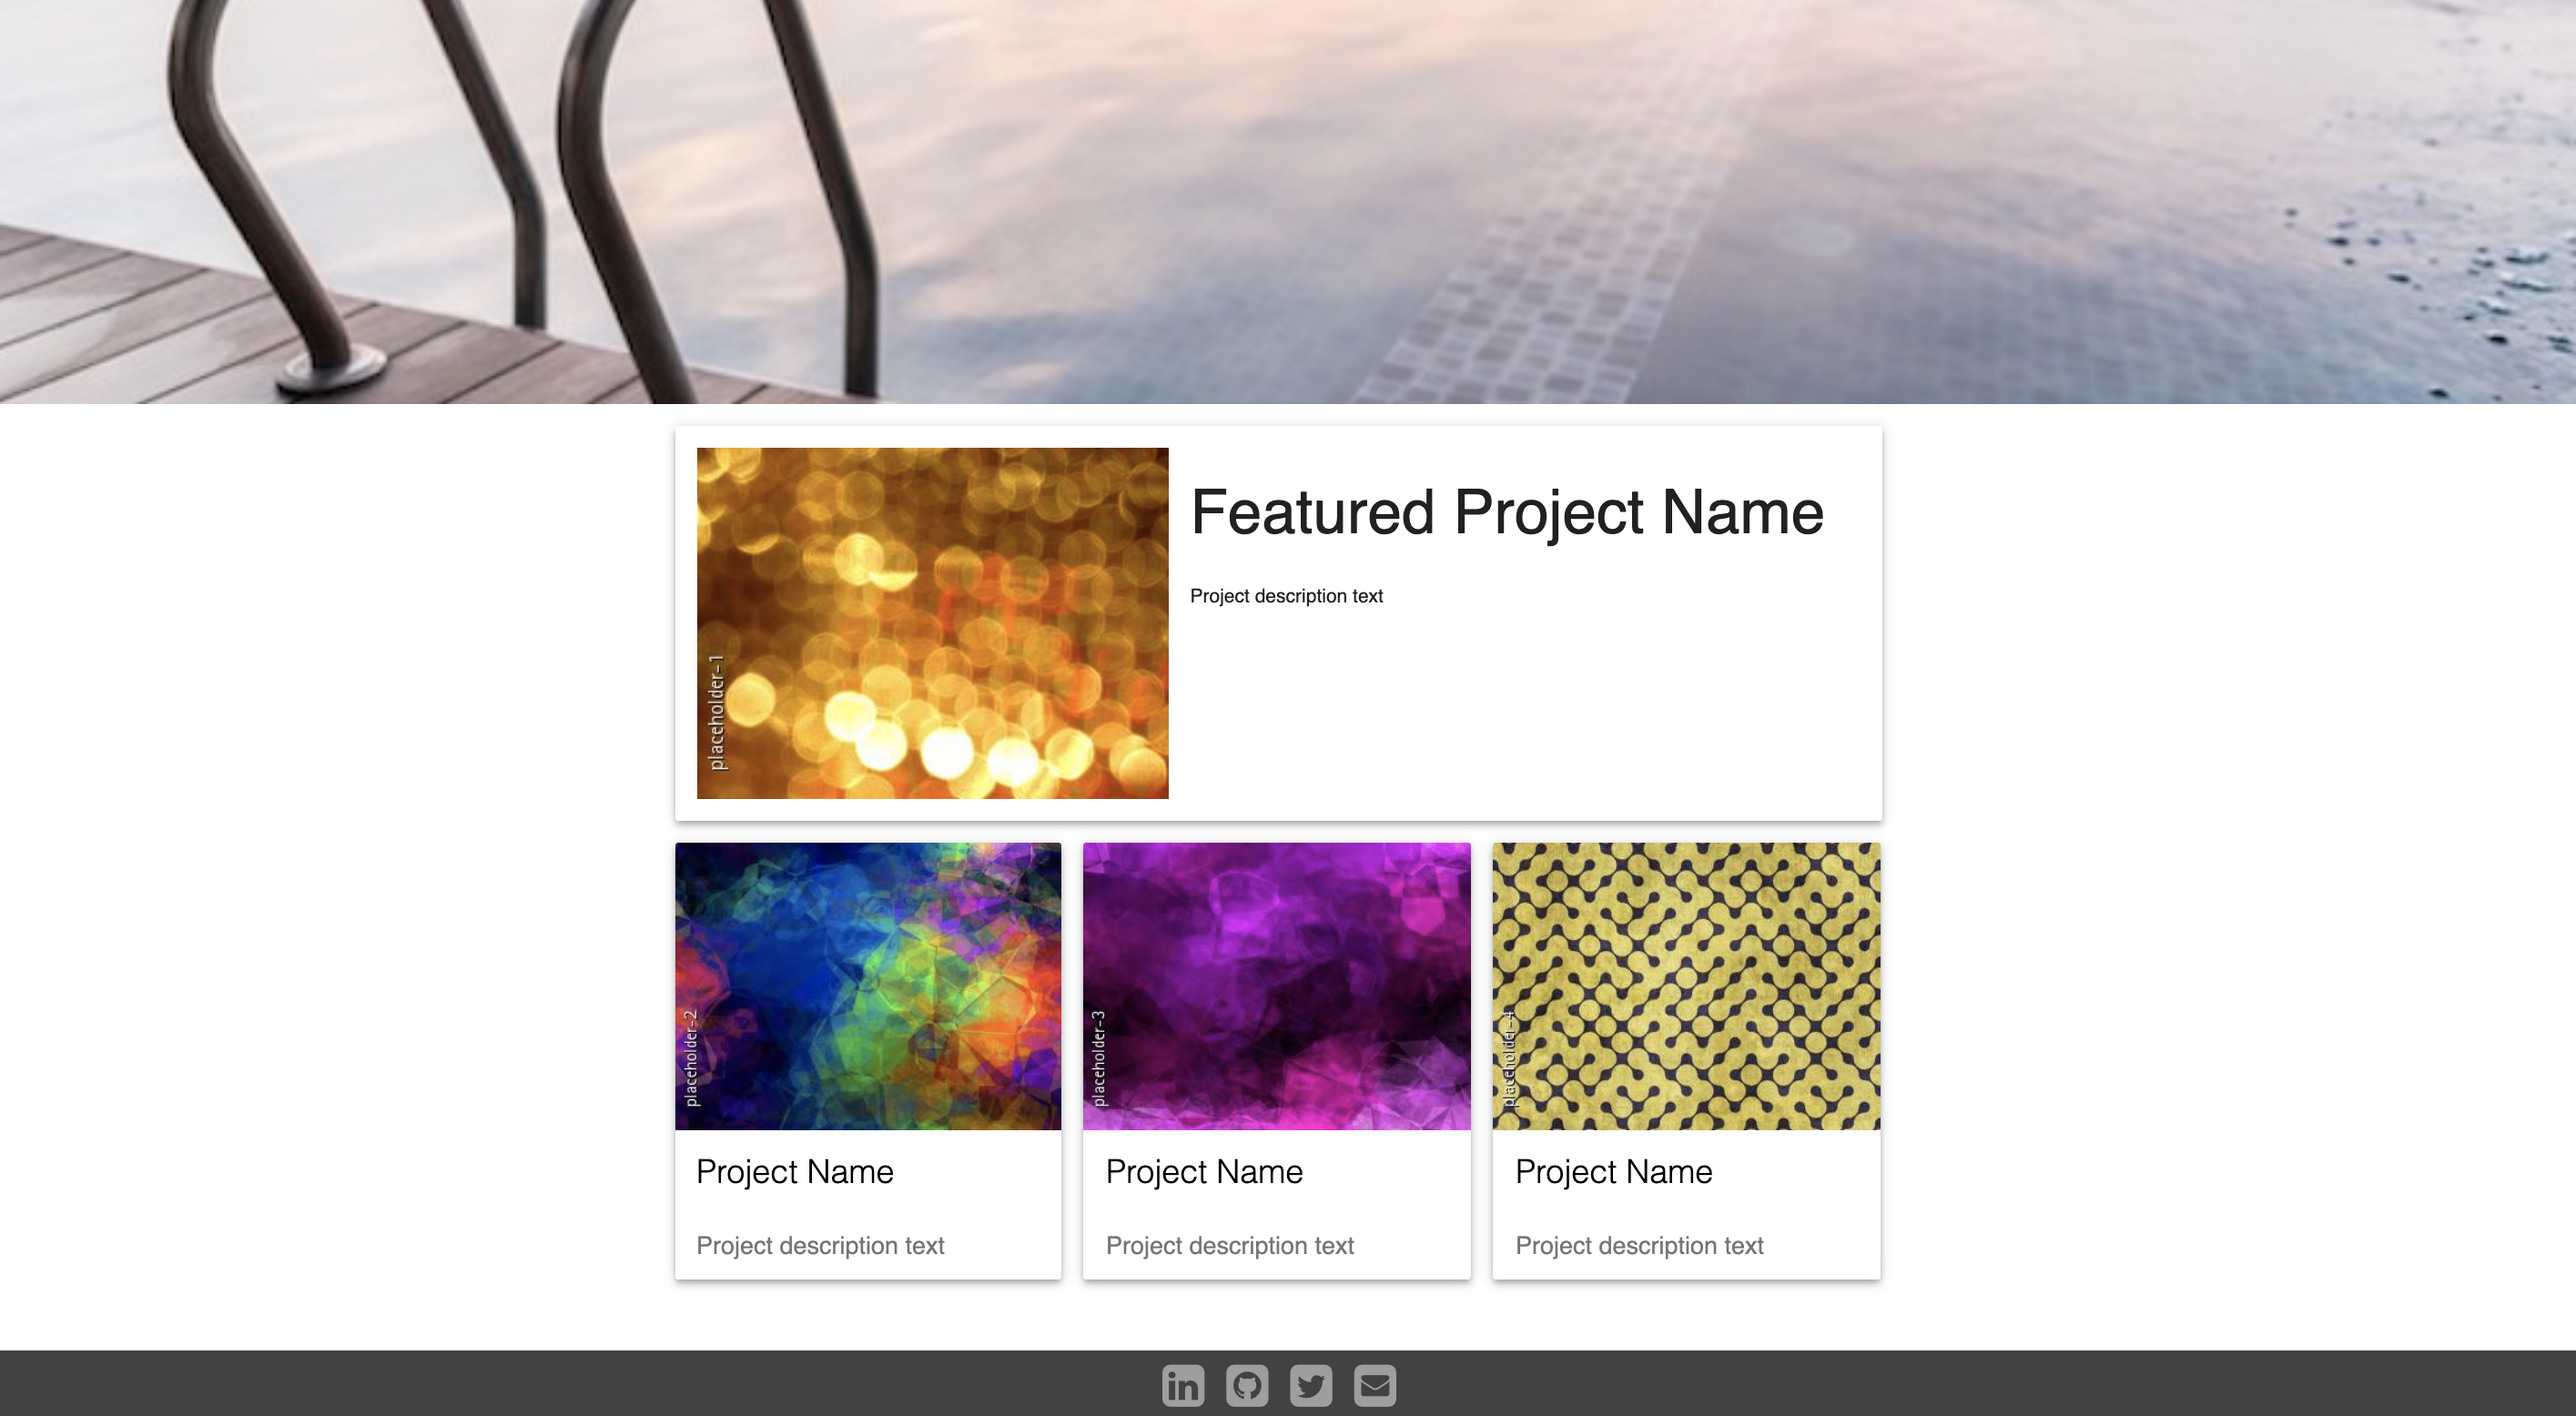 Featured Project Name
Project description text
placeholder-1
placeholder-2
placeholder-3
placeholder-4
Project Name
Project Name
Project Name
Project description text
Project description text
Project description text
in